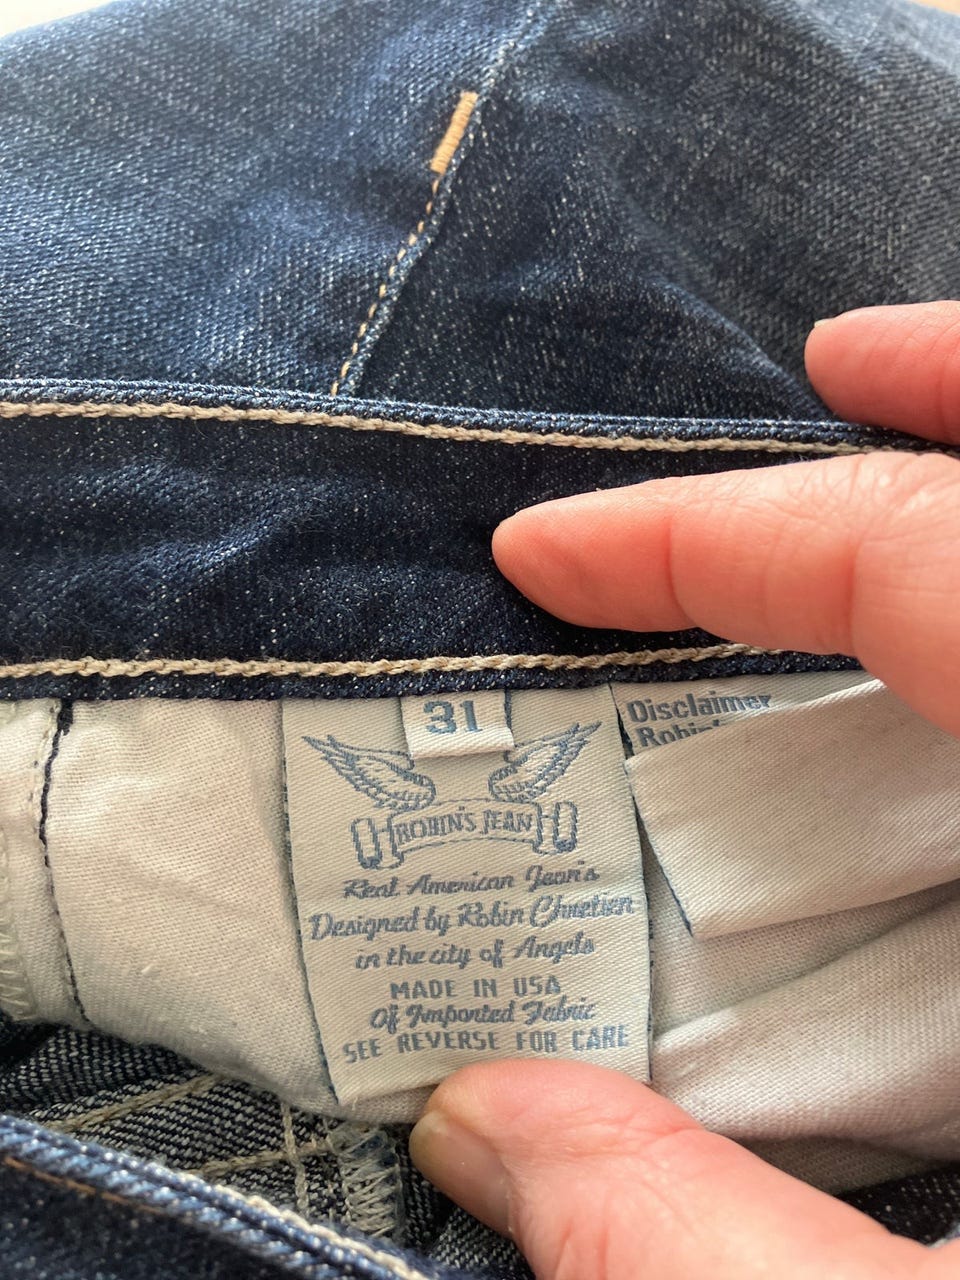 31
ROBIN'S JEAN
Real American Jean's
Designed by Robin Chretien
in the city of Angels
MADE IN USA
Of Imported Fabric
SEE REVERSE FOR CARE
Disclaimer